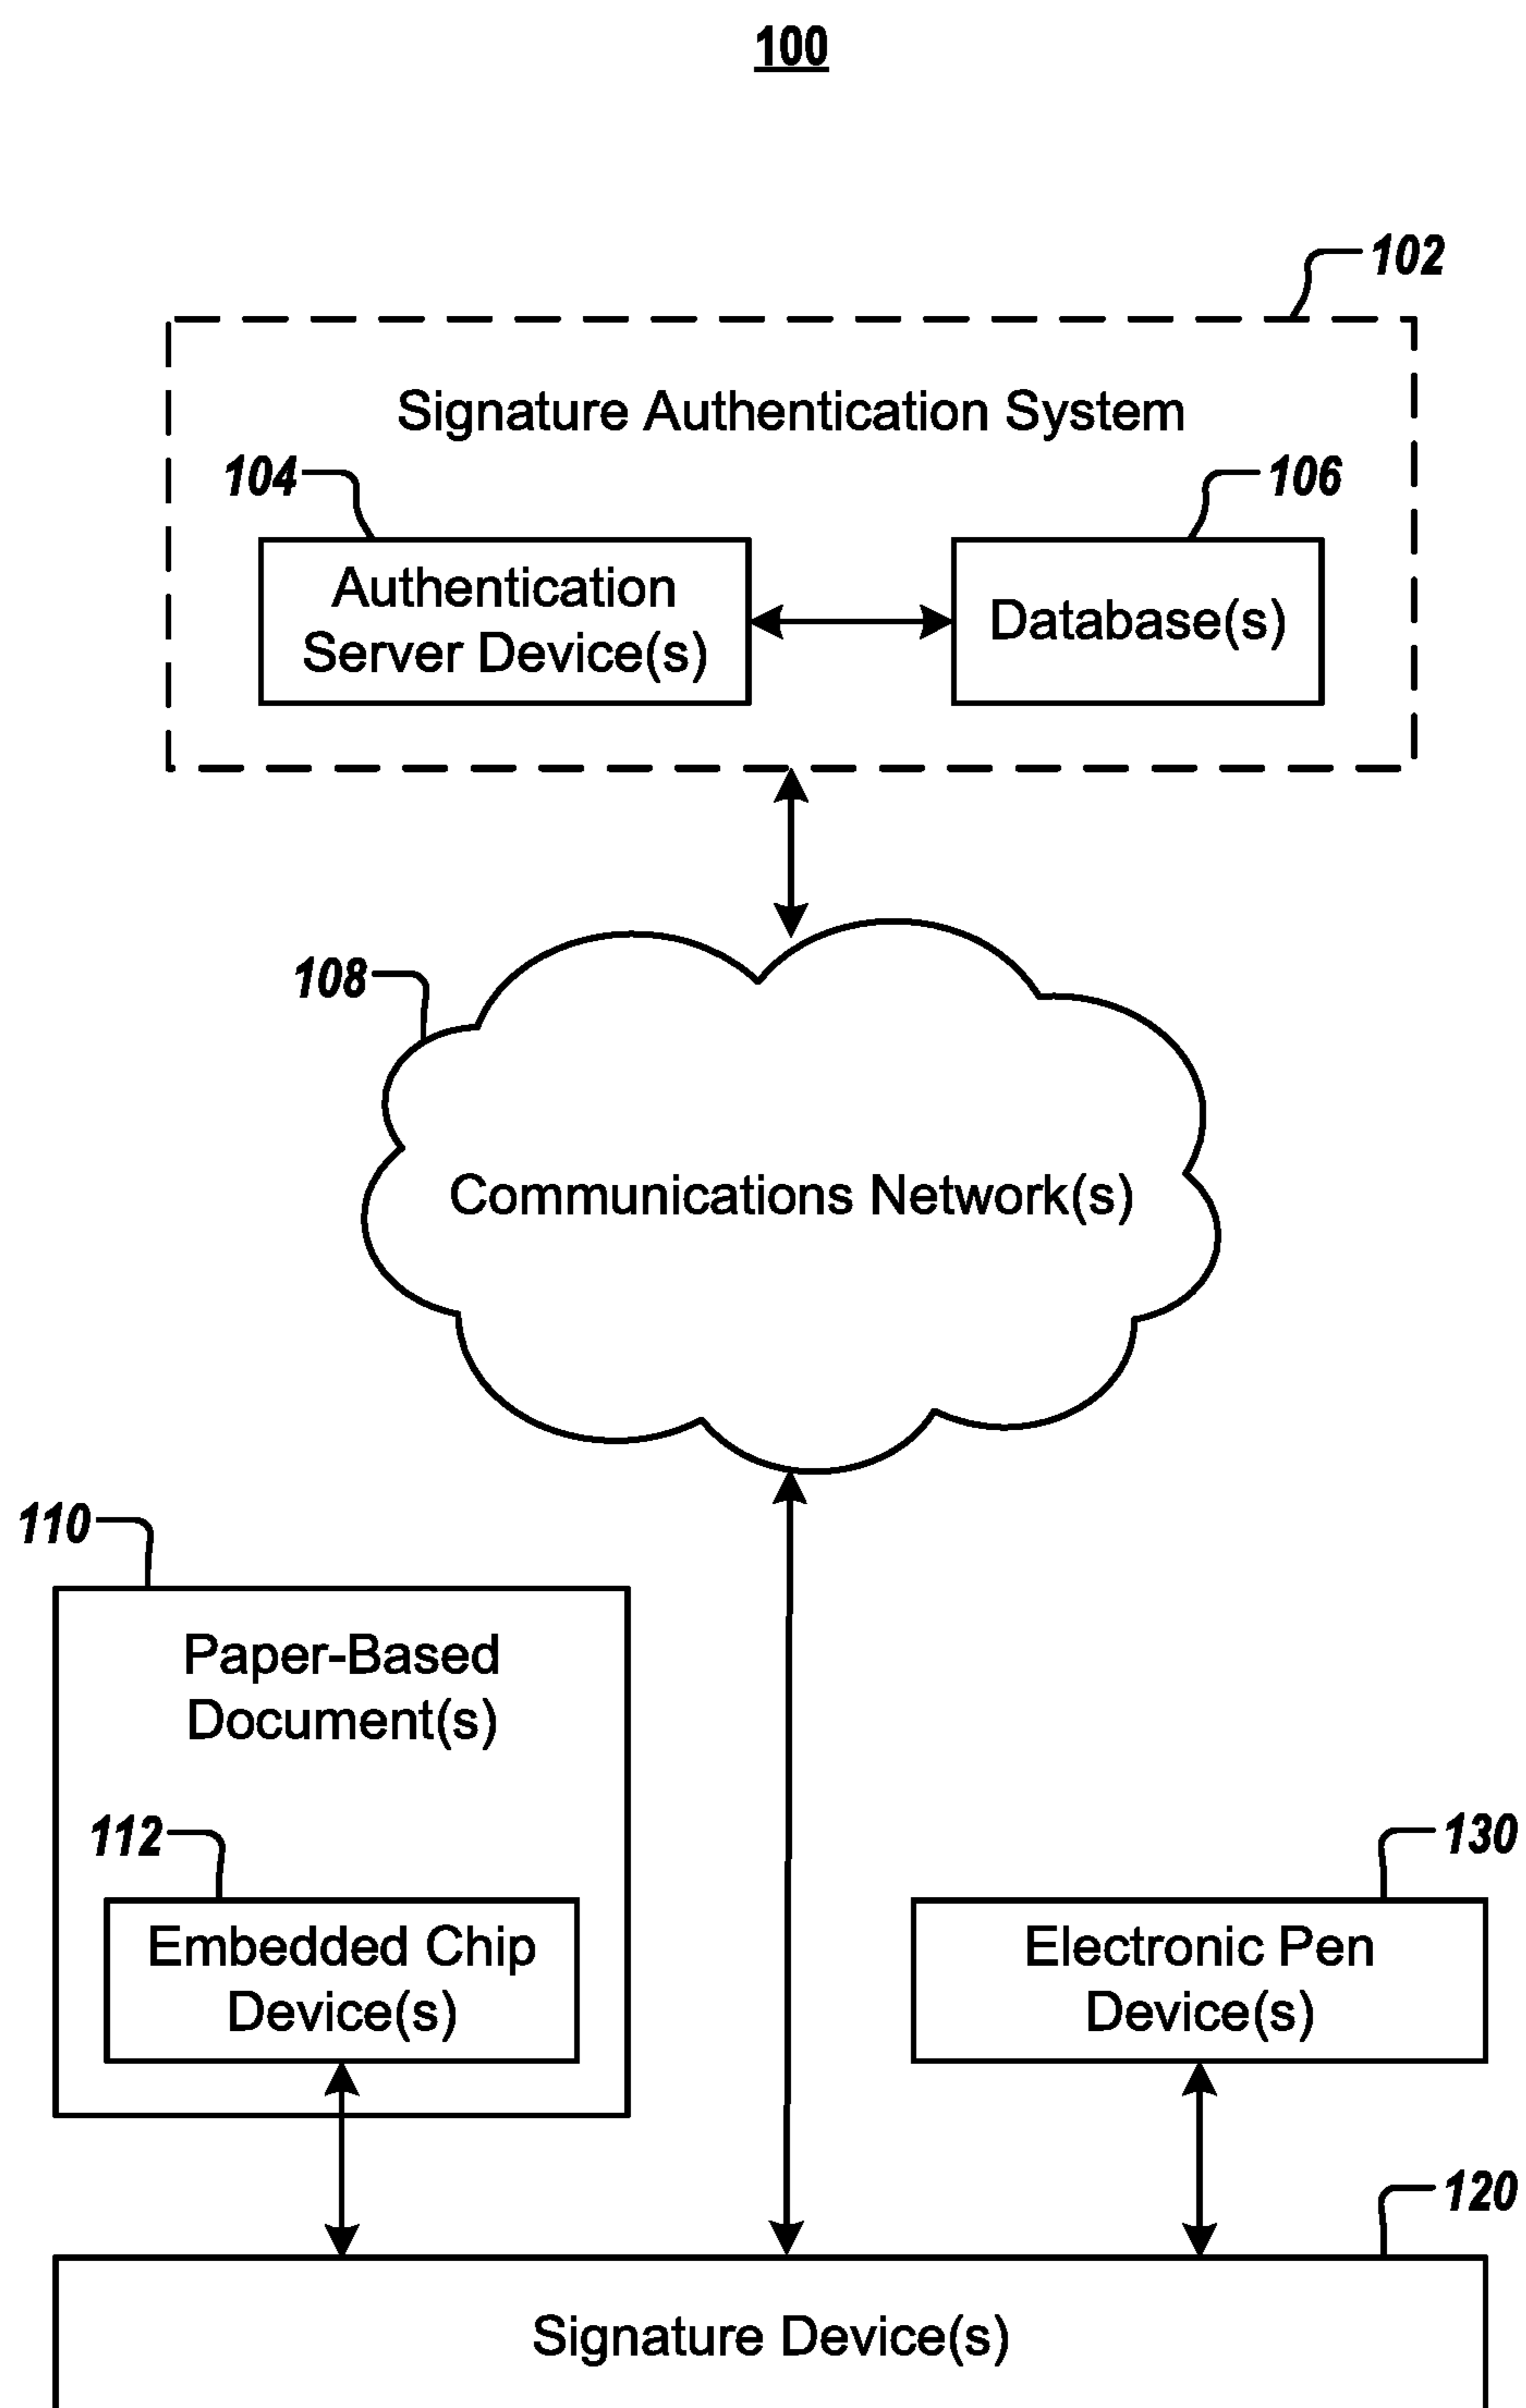 100
102
Signature Authentication System
104
106
Authentication
Server Device(s)
Database(s)
108
Communications Network(s)
110
Paper-Based
Document(s)
112
130
Embedded Chip
Device(s)
Electronic Pen
Device(s)
120
Signature Device(s)